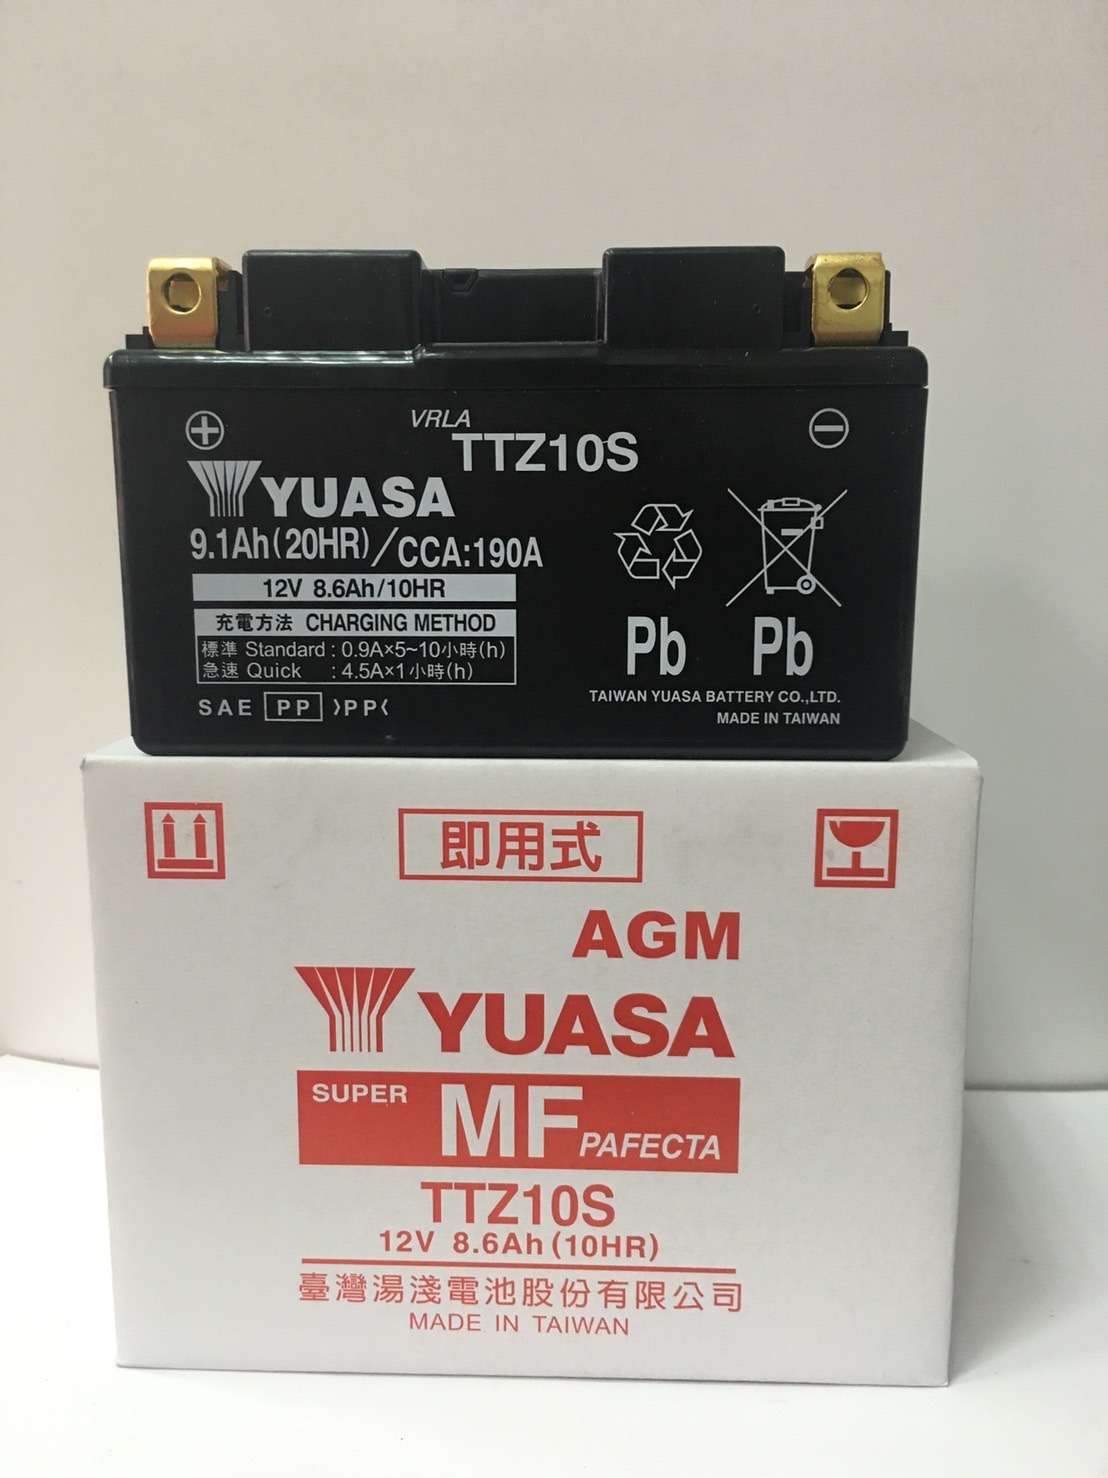 VRLA
TTZ10S
YUASA
9.1Ah(20HR)/CCA:190A
12V 8.6Ah/10HR
充電方法 CHARGING METHOD
標準 Standard : 0.9A×5~10小時(h)
急速 Quick : 4.5A×1小時(h)
SAE PP >PP<
Pb Pb
TAIWAN YUASA BATTERY CO.,LTD.
MADE IN TAIWAN
即用式
AGM
YUASA
SUPER MF PAFECTA
TTZ10S
12V 8.6Ah(10HR)
臺灣湯淺電池股份有限公司
MADE IN TAIWAN